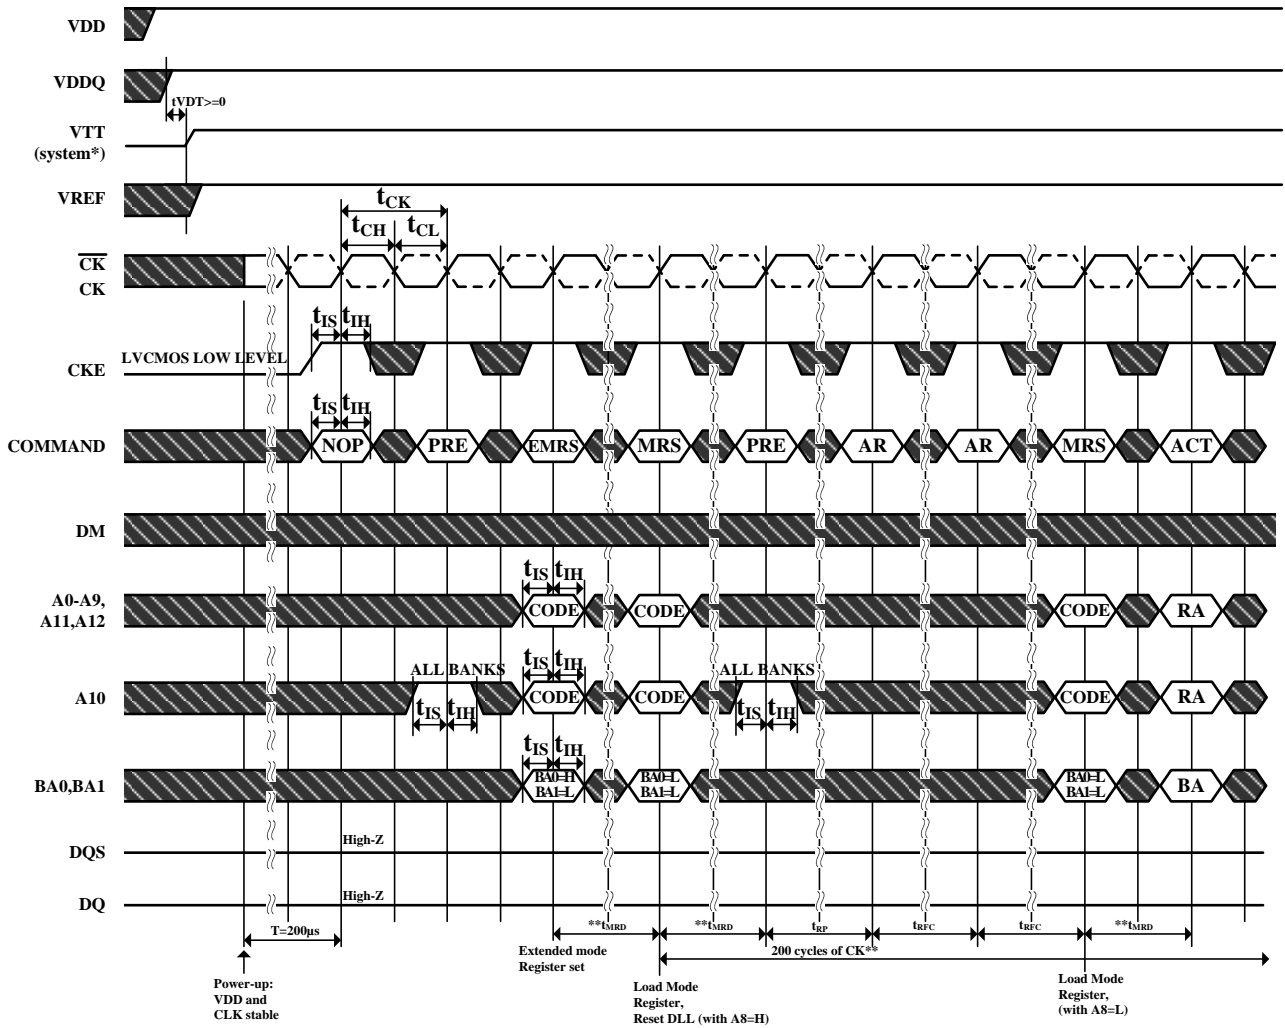 VDD
VDDQ
tVDT>=0
VTT
(system*)
VREF
tCK
tCH
tCL
CK
CK
tIS
tIH
LVCMOS LOW LEVEL
CKE
tIS
tIH
COMMAND
NOP
PRE
EMRS
MRS
PRE
AR
AR
MRS
ACT
DM
tIS
tIH
A0-A9,
A11,A12
CODE
CODE
CODE
RA
ALL BANKS
tIS
tIH
ALL BANKS
A10
CODE
CODE
CODE
RA
tIS
tIH
tIS
tIH
tIS
tIH
BA0,BA1
BA0=H
BA1=L
BA0=L
BA1=L
BA0=L
BA1=L
BA
High-Z
DQS
High-Z
DQ
T=200µs
**tMRD
**tMRD
tRP
tRFC
tRFC
**tMRD
200 cycles of CK**
Extended mode
Register set
Power-up:
VDD and
CLK stable
Load Mode
Register,
Reset DLL (with A8=H)
Load Mode
Register,
(with A8=L)